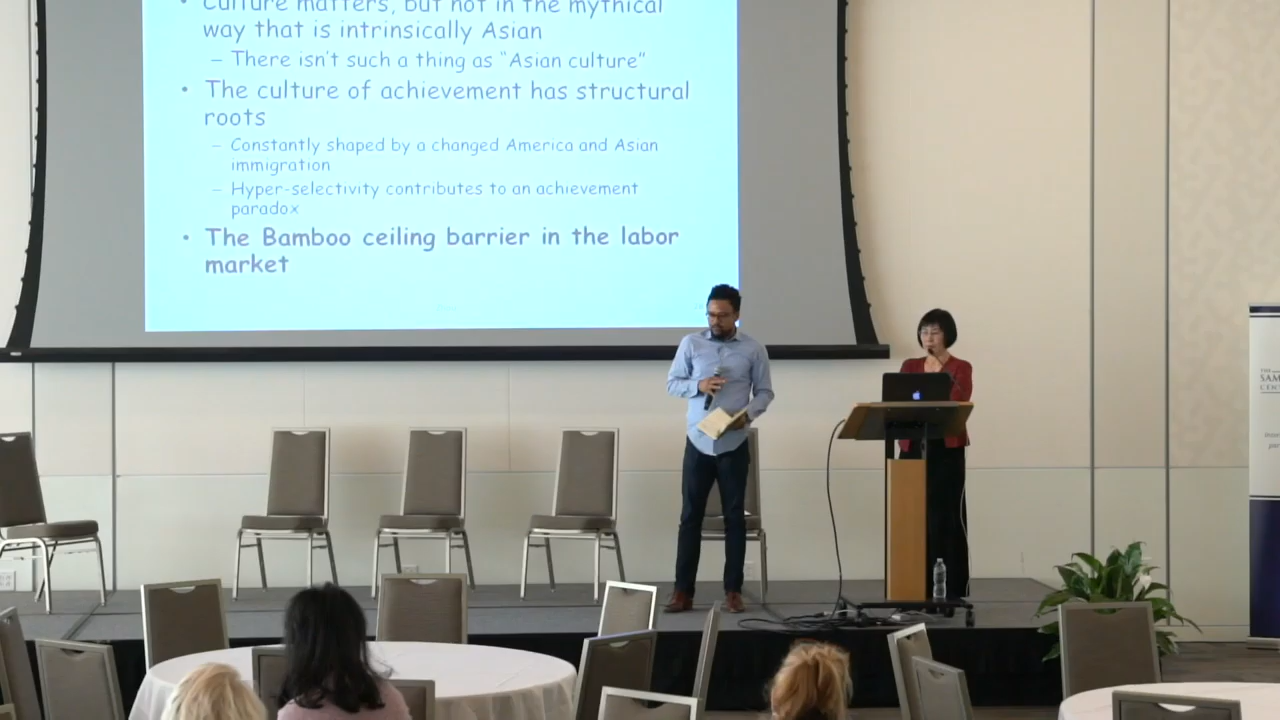 • Culture matters, but not in the mythical
way that is intrinsically Asian
– There isn't such a thing as "Asian culture"
• The culture of achievement has structural
roots
– Constantly shaped by a changed America and Asian
immigration
– Hyper-selectivity contributes to an achievement
paradox
• The Bamboo ceiling barrier in the labor
market
THE
SAM